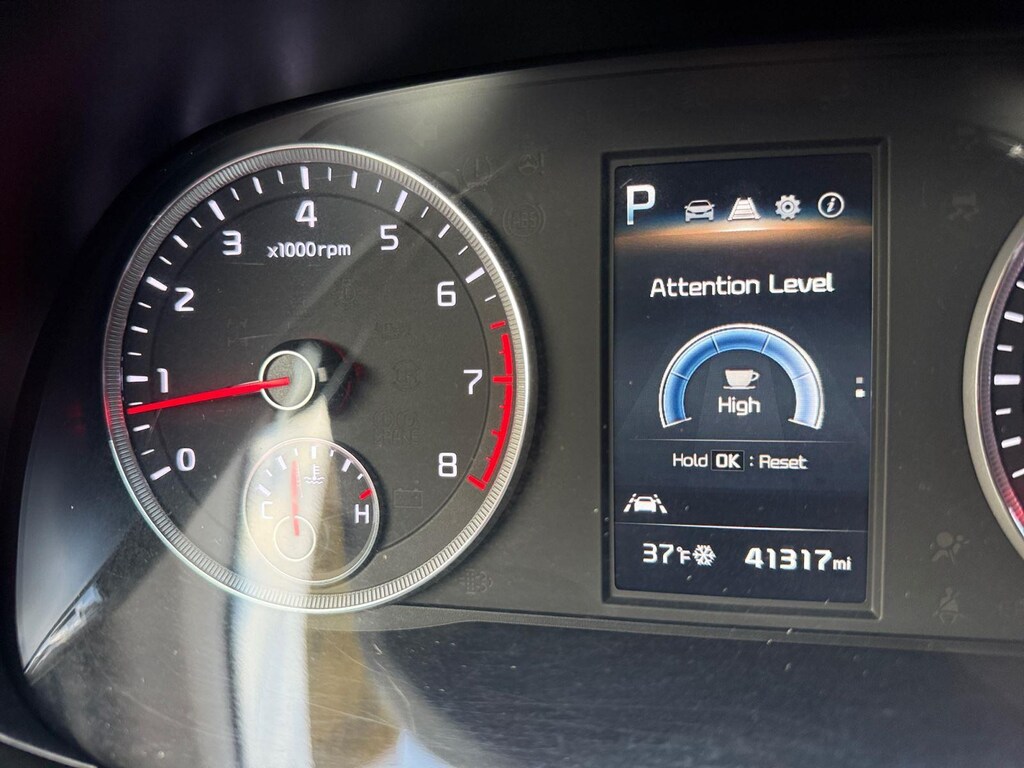 0
1
2
3
4
5
6
7
8
x1000rpm
C
H
P
i
Attention Level
High
Hold OK : Reset
37°F
41317mi